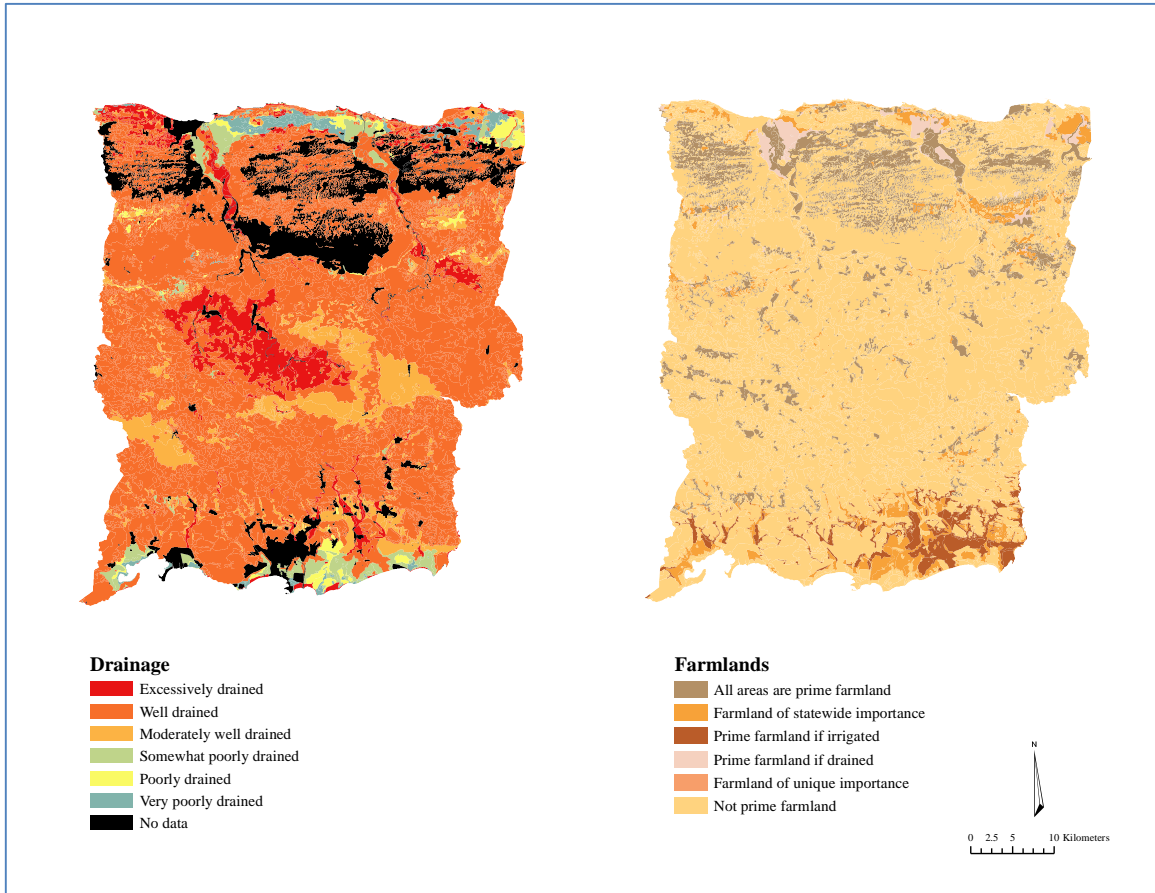 Drainage
Excessively drained
Well drained
Moderately well drained
Somewhat poorly drained
Poorly drained
Very poorly drained
No data
Farmlands
All areas are prime farmland
Farmland of statewide importance
Prime farmland if irrigated
Prime farmland if drained
Farmland of unique importance
Not prime farmland
N
0 2.5 5 10 Kilometers